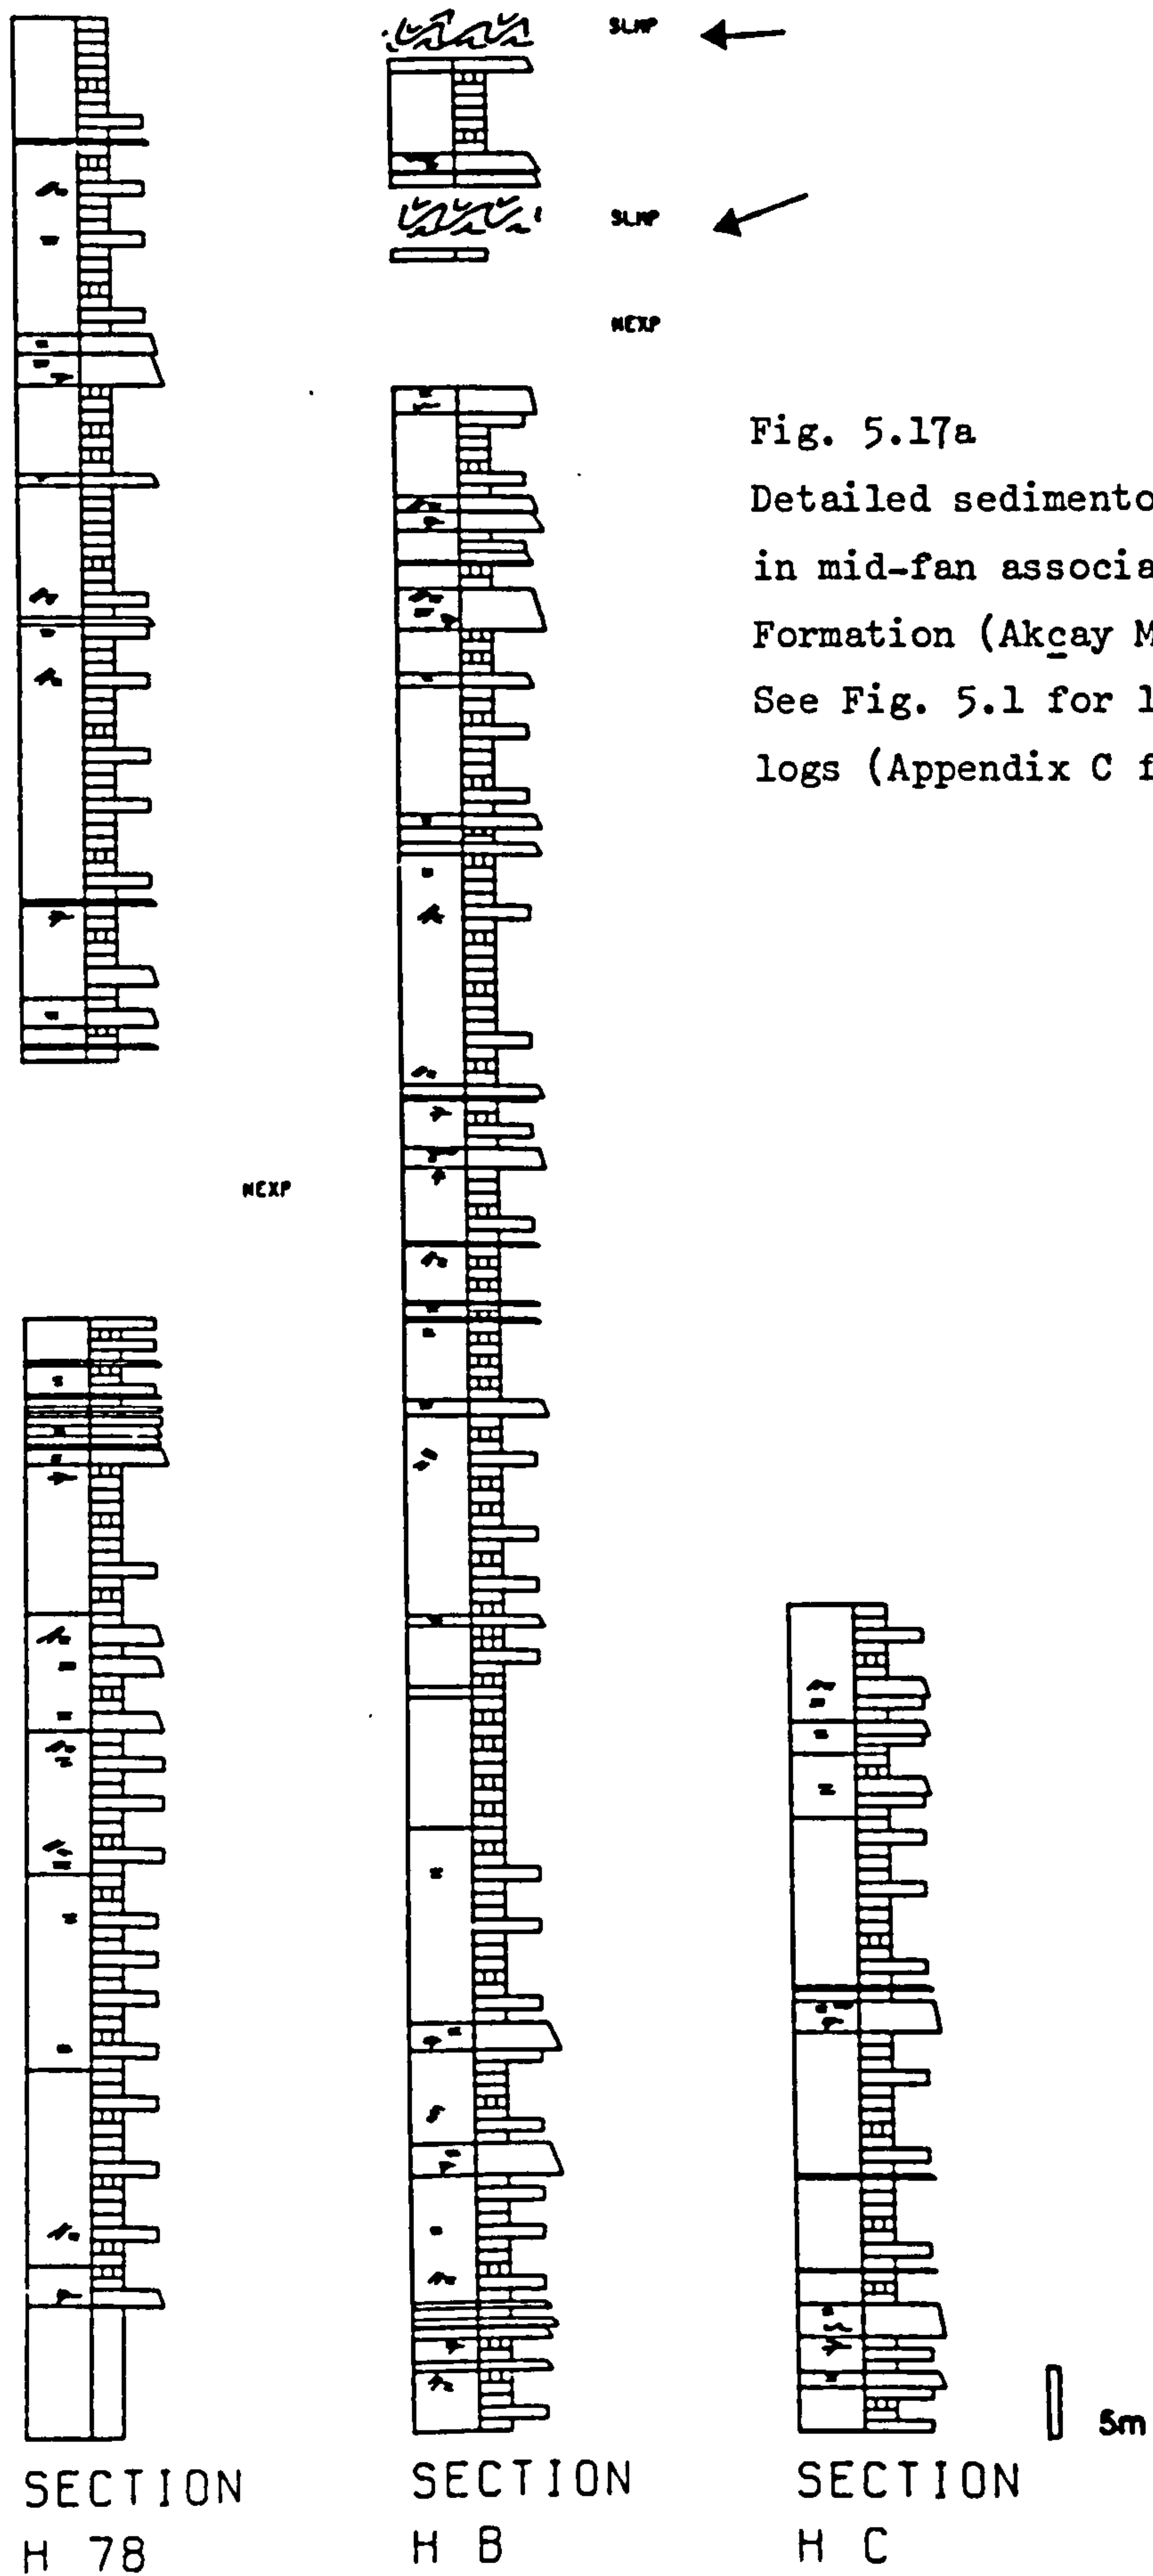 SLMP
SLMP
NEXP
Fig. 5.17a
Detailed sedimento
in mid-fan associa
Formation (Akçay M
See Fig. 5.1 for l
logs (Appendix C f
NEXP
5m
SECTION
H 78
SECTION
H B
SECTION
H C